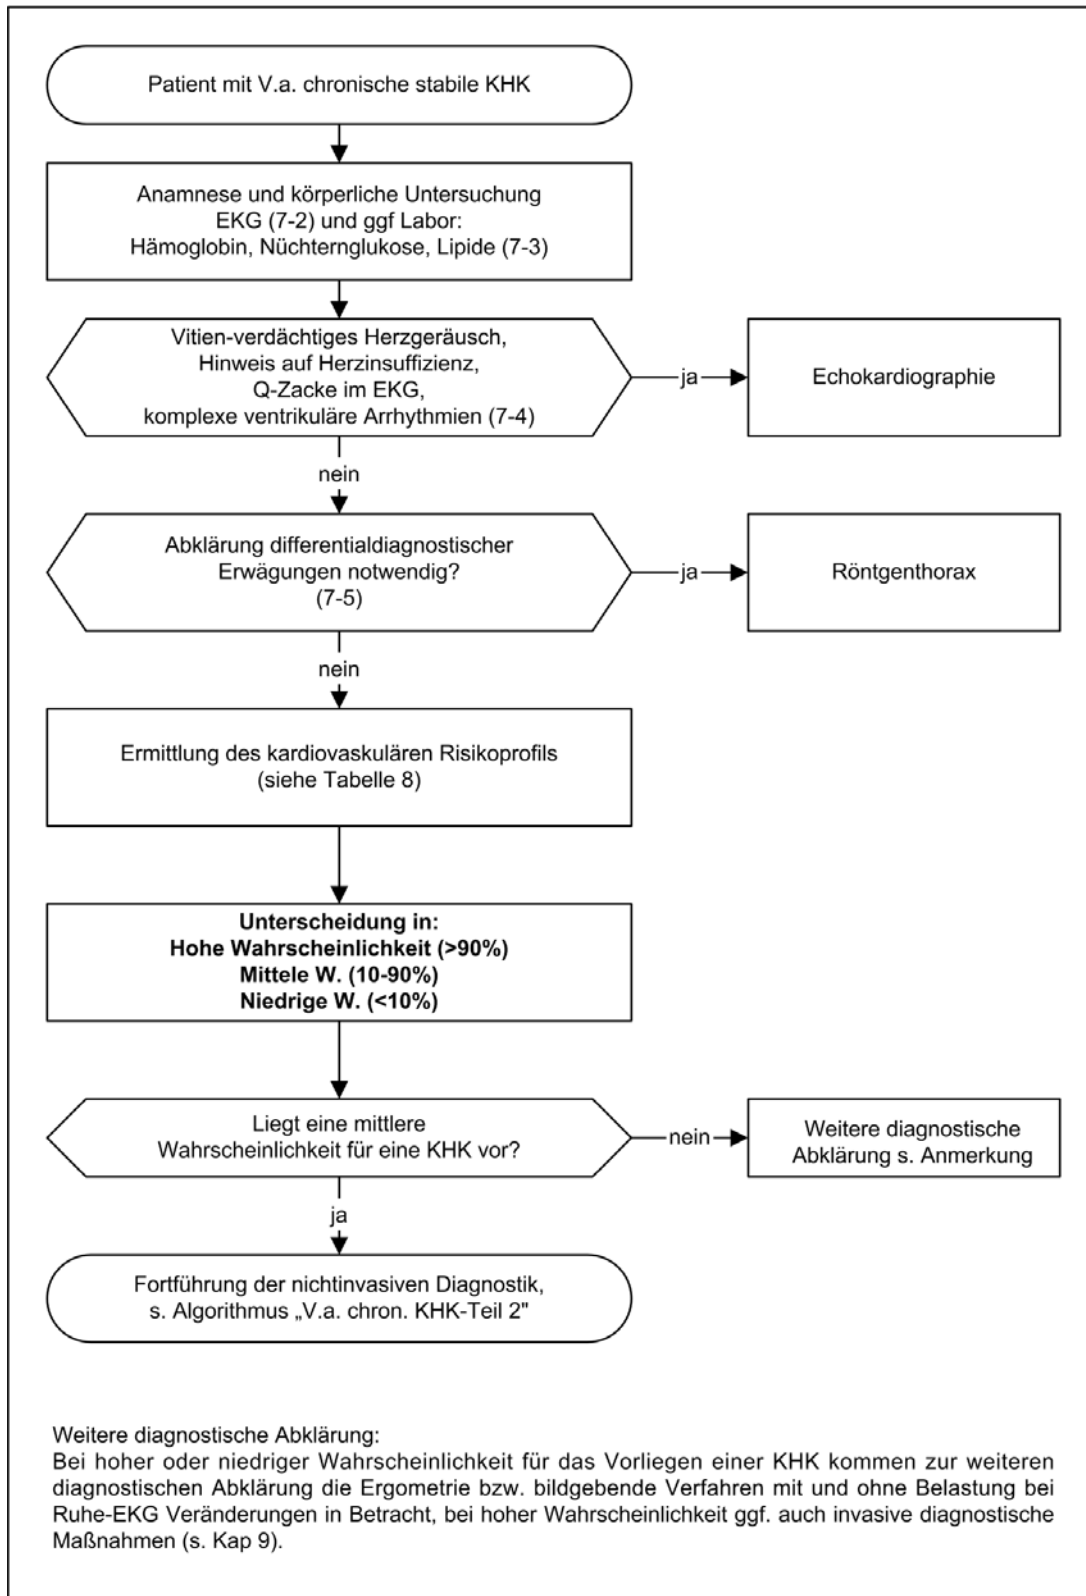 Patient mit V.a. chronische stabile KHK
Anamnese und körperliche Untersuchung
EKG (7-2) und ggf Labor:
Hämoglobin, Nüchternglukose, Lipide (7-3)
Vitien-verdächtiges Herzgeräusch,
Hinweis auf Herzinsuffizienz,
Q-Zacke im EKG,
komplexe ventrikuläre Arrhythmien (7-4)
ja
Echokardiographie
nein
Abklärung differentialdiagnostischer
Erwägungen notwendig?
(7-5)
ja
Röntgenthorax
nein
Ermittlung des kardiovaskulären Risikoprofils
(siehe Tabelle 8)
Unterscheidung in:
Hohe Wahrscheinlichkeit (>90%)
Mittele W. (10-90%)
Niedrige W. (<10%)
Liegt eine mittlere
Wahrscheinlichkeit für eine KHK vor?
nein
Weitere diagnostische
Abklärung s. Anmerkung
ja
Fortführung der nichtinvasiven Diagnostik,
s. Algorithmus „V.a. chron. KHK-Teil 2"
Weitere diagnostische Abklärung:
Bei hoher oder niedriger Wahrscheinlichkeit für das Vorliegen einer KHK kommen zur weiteren
diagnostischen Abklärung die Ergometrie bzw. bildgebende Verfahren mit und ohne Belastung bei
Ruhe-EKG Veränderungen in Betracht, bei hoher Wahrscheinlichkeit ggf. auch invasive diagnostische
Maßnahmen (s. Kap 9).